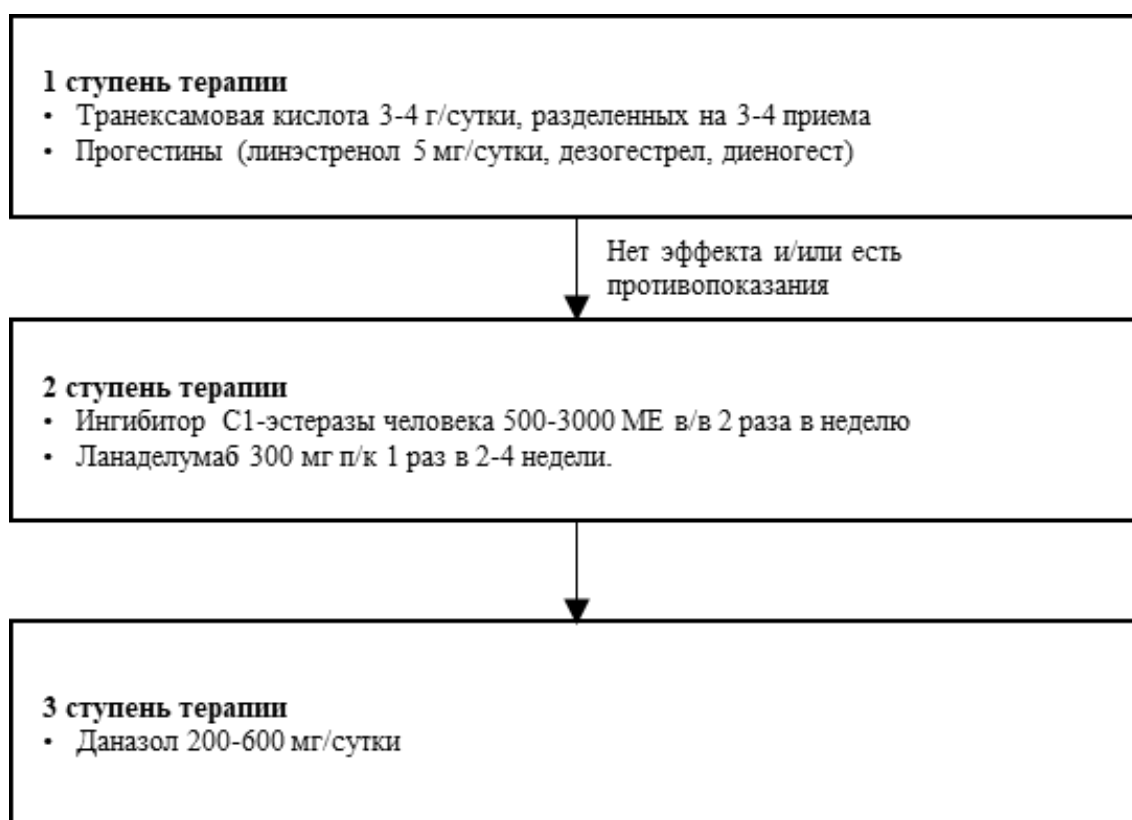 1 ступень терапии
• Транексамовая кислота 3-4 г/сутки, разделенных на 3-4 приема
• Прогестины (линэстренол 5 мг/сутки, дезогестрел, диеногест)
Нет эффекта и/или есть
противопоказания
2 ступень терапии
• Ингибитор С1-эстеразы человека 500-3000 МЕ в/в 2 раза в неделю
• Ланаделумаб 300 мг п/к 1 раз в 2-4 недели.
3 ступень терапии
• Даназол 200-600 мг/сутки